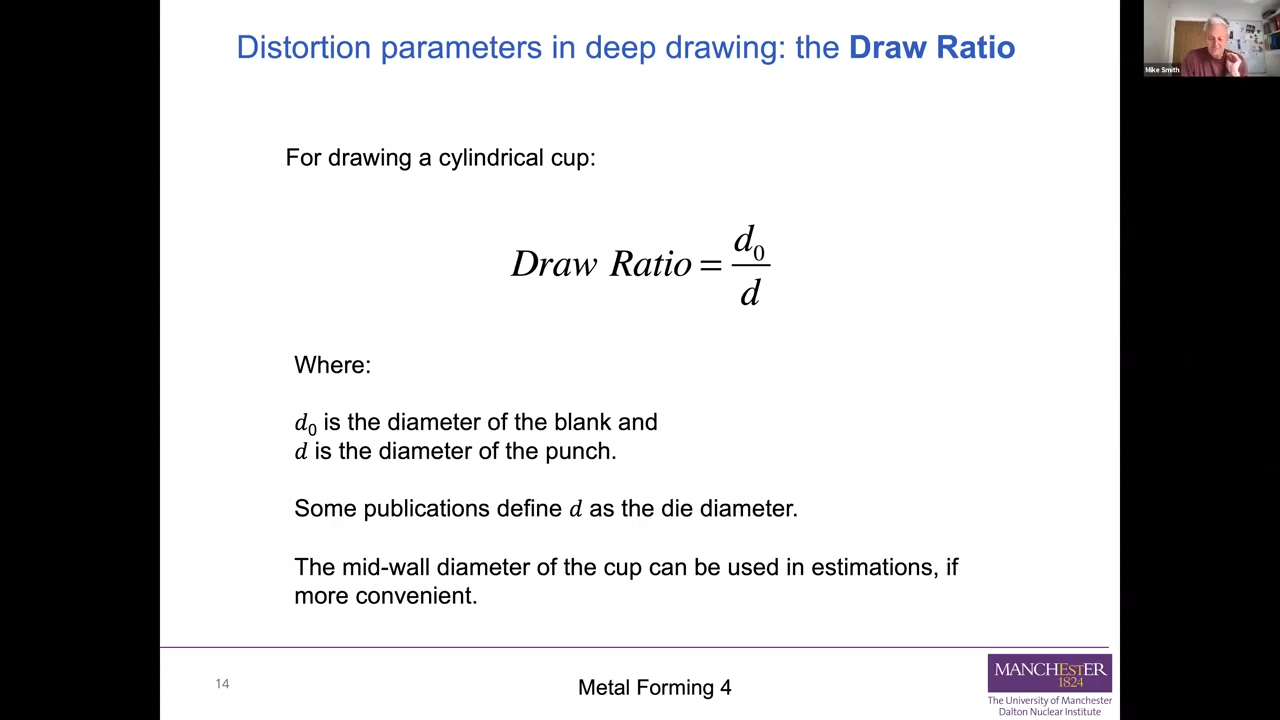 Distortion parameters in deep drawing: the Draw Ratio
Mike Smith
For drawing a cylindrical cup:
Draw Ratio = d₀/d
Where:
d₀ is the diameter of the blank and
d is the diameter of the punch.
Some publications define d as the die diameter.
The mid-wall diameter of the cup can be used in estimations, if
more convenient.
14
Metal Forming 4
MANCHESTER
1824
The University of Manchester
Dalton Nuclear Institute